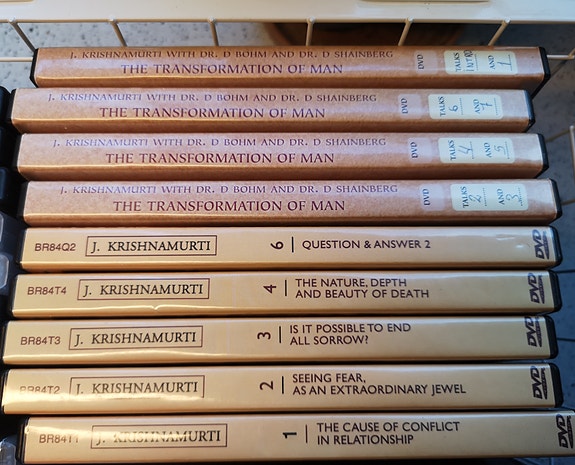 J. KRISHNAMURTI WITH DR. D BOHM AND DR. D SHAINBERG
THE TRANSFORMATION OF MAN
DVD
TALKS INTRO AND 1
J. KRISHNAMURTI WITH DR. D BOHM AND DR. D SHAINBERG
THE TRANSFORMATION OF MAN
DVD
TALKS 6 AND 7
J. KRISHNAMURTI WITH DR. D BOHM AND DR. D SHAINBERG
THE TRANSFORMATION OF MAN
DVD
TALKS 4 AND 5
J. KRISHNAMURTI WITH DR. D BOHM AND DR. D SHAINBERG
THE TRANSFORMATION OF MAN
DVD
TALKS 2 AND 3
BR84Q2 J. KRISHNAMURTI 6 QUESTION & ANSWER 2 DVD
BR84T4 J. KRISHNAMURTI 4 THE NATURE, DEPTH
AND BEAUTY OF DEATH
DVD
BR84T3 J. KRISHNAMURTI 3 IS IT POSSIBLE TO END
ALL SORROW?
DVD
BR84T2 J. KRISHNAMURTI 2 SEEING FEAR,
AS AN EXTRAORDINARY JEWEL
DVD
BR84T1 J. KRISHNAMURTI 1 THE CAUSE OF CONFLICT
IN RELATIONSHIP
DVD